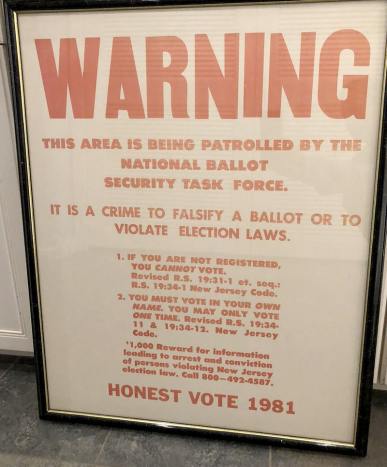 WARNING
THIS AREA IS BEING PATROLLED BY THE
NATIONAL BALLOT
SECURITY TASK FORCE.
IT IS A CRIME TO FALSIFY A BALLOT OR TO
VIOLATE ELECTION LAWS.
1. IF YOU ARE NOT REGISTERED,
YOU CANNOT VOTE.
Revised R.S. 19:31-1 et. seq.:
R.S. 19:34-1 New Jersey Code.
2. YOU MUST VOTE IN YOUR OWN
NAME. YOU MAY ONLY VOTE
ONE TIME. Revised R.S. 19:34-
11 & 19:34-12. New Jersey
Code.
$1,000 Reward for information
leading to arrest and conviction
of persons violating New Jersey
election law. Call 800-492-4587.
HONEST VOTE 1981